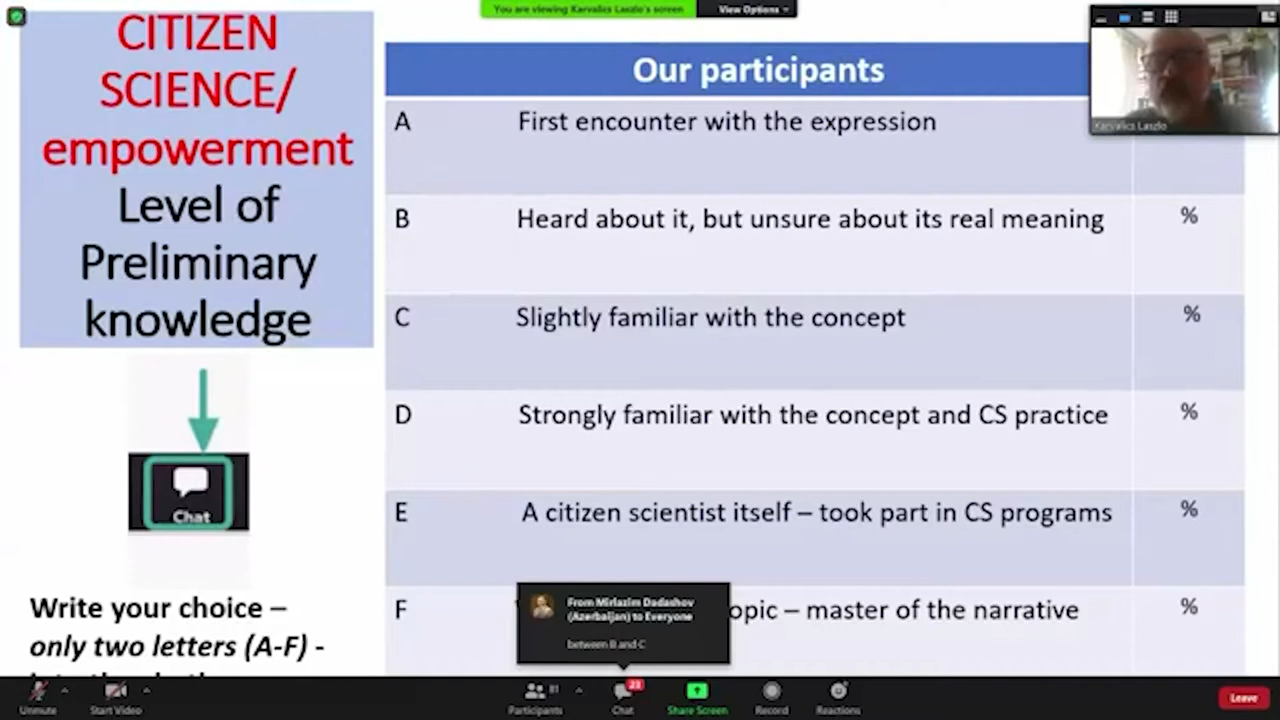 You are viewing Karvalics Laszlo's screen
View Options
CITIZEN
SCIENCE/
empowerment
Level of
Preliminary
knowledge
Chat
Write your choice –
only two letters (A-F) -
Our participants
A First encounter with the expression
B Heard about it, but unsure about its real meaning %
C Slightly familiar with the concept %
D Strongly familiar with the concept and CS practice %
E A citizen scientist itself – took part in CS programs %
F opic – master of the narrative %
Karvalics Laszlo
From Mirlazim Dadashov
(Azerbaijan) to Everyone
between B and C
Unmute
Start Video
Participants 81
Chat 23
Share Screen
Record
Reactions
Leave